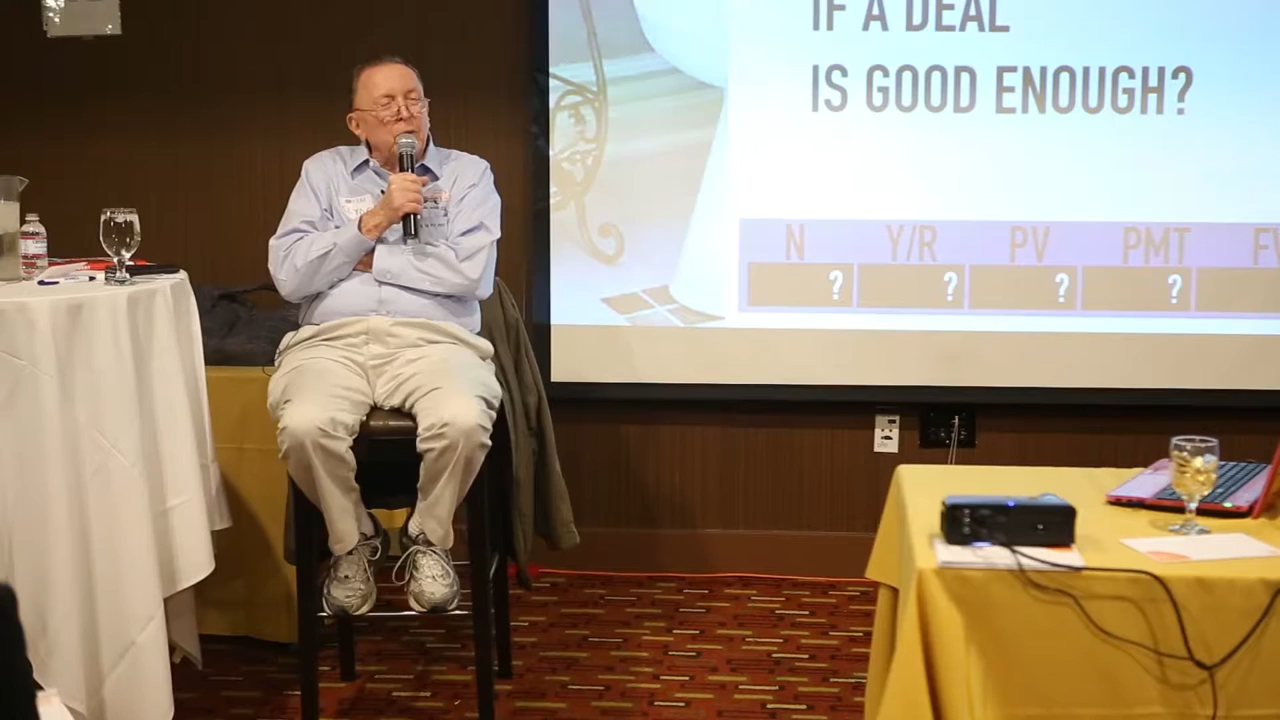 IF A DEAL
IS GOOD ENOUGH?
N Y/R PV PMT
? ? ? ?